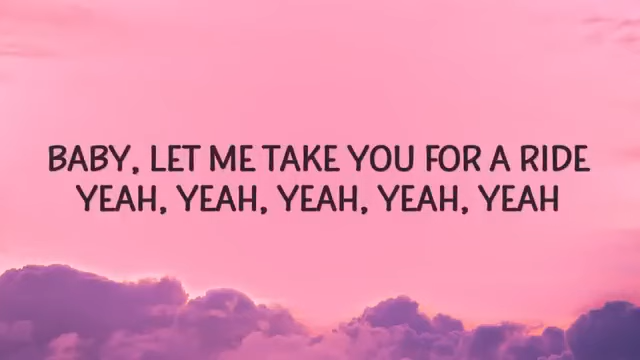 BABY, LET ME TAKE YOU FOR A RIDE
YEAH, YEAH, YEAH, YEAH, YEAH